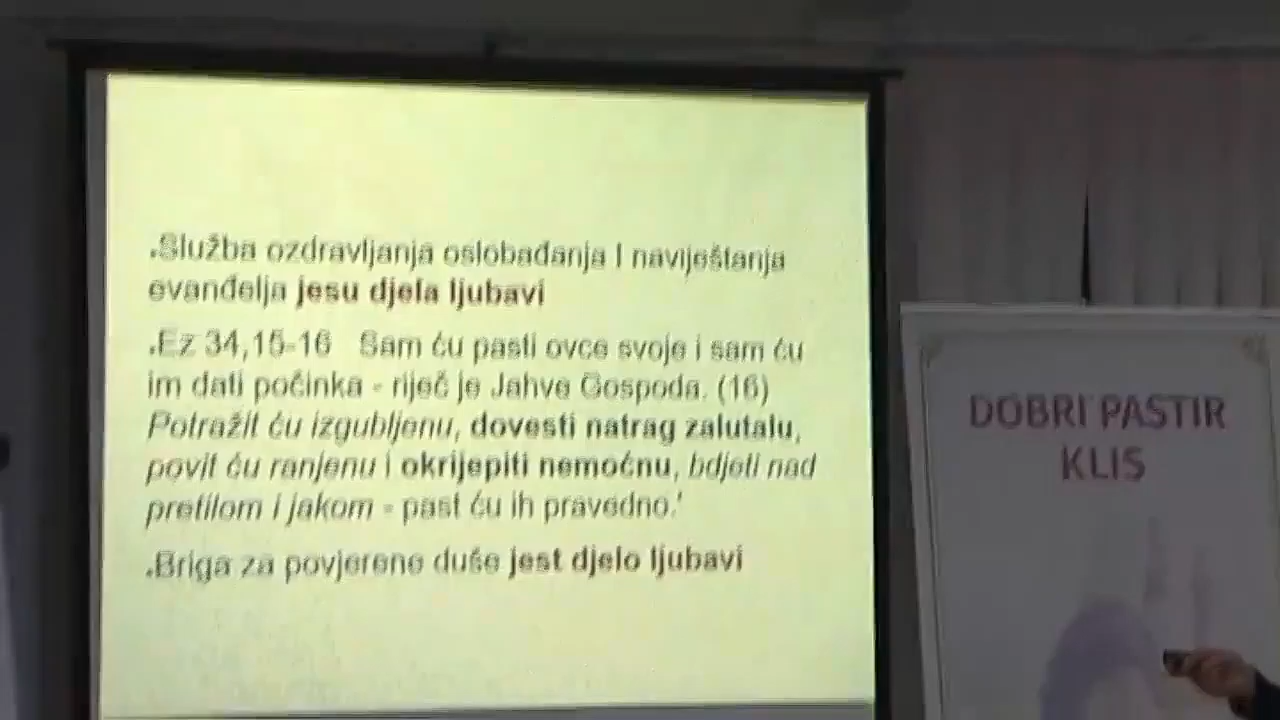 .Služba ozdravljanja oslobađanja I naviještanja
evanđelja jesu djela ljubavi
.Ez 34,15-16 Sam ću pasti ovce svoje i sam ću
im dati počinka - riječ je Jahve Gospoda. (16)
Potražit ću izgubljenu, dovesti natrag zalutalu,
povit ću ranjenu i okrijepiti nemoćnu, bdjeti nad
pretilom i jakom - past ću ih pravedno.'
.Briga za povjerene duše jest djelo ljubavi
DOBRI PASTIR
KLIS